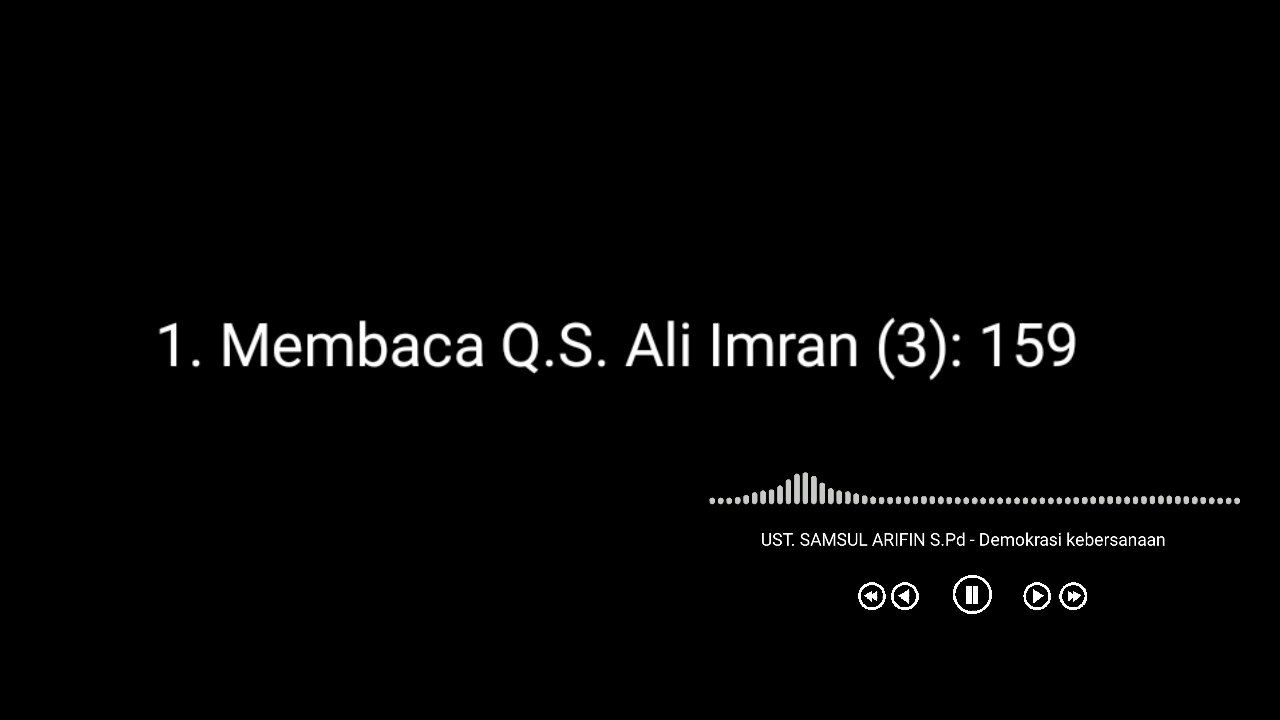 1. Membaca Q.S. Ali Imran (3): 159
UST. SAMSUL ARIFIN S.Pd - Demokrasi kebersanaan